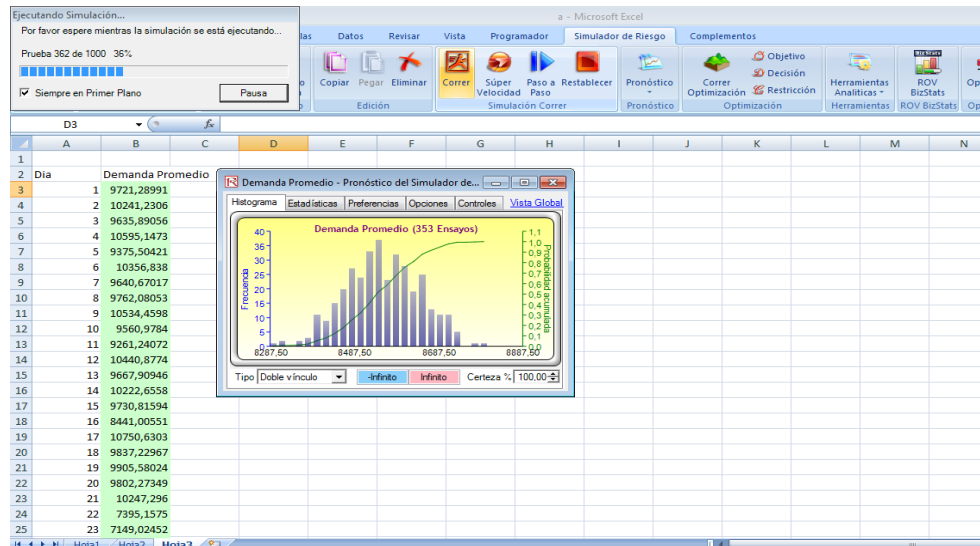 Ejecutando Simulación...
Por favor espere mientras la simulación se está ejecutando...
Prueba 362 de 1000 36%
Siempre en Primer Plano
Pausa
a - Microsoft Excel
Datos Revisar Vista Programador Simulador de Riesgo Complementos
Copiar Pegar Eliminar
Edición
Correr Súper Velocidad Paso a Paso Restablecer
Simulación Correr
Pronóstico
Pronóstico
Correr Optimización
Objetivo
Decisión
Restricción
Optimización
Herramientas Analiticas
Herramientas
ROV BizStats
ROV BizStats
D3
fx
A B C D E F G H I J K L M N
1
2 Dia Demanda Promedio
3 1 9721,28991
4 2 10241,2306
5 3 9635,89056
6 4 10595,1473
7 5 9375,50421
8 6 10356,838
9 7 9640,67017
10 8 9762,08053
11 9 10534,4598
12 10 9560,9784
13 11 9261,24072
14 12 10440,8774
15 13 9667,90946
16 14 10222,6558
17 15 9730,81594
18 16 8441,00551
19 17 10750,6303
20 18 9837,22967
21 19 9905,58024
22 20 9802,27349
23 21 10247,296
24 22 7395,1575
25 23 7149,02452
Demanda Promedio - Pronóstico del Simulador de...
Histograma Estadísticas Preferencias Opciones Controles Vista Global
Demanda Promedio (353 Ensayos)
Frecuencia
40
35
30
25
20
15
10
5
0
8287,50 8487,50 8687,50 8887,50
1,1
1,0
0,8
0,7
0,6
0,5
0,4
0,3
0,2
0,1
0,0
Probabilidad acumulada
Tipo Doble vínculo -Infinito Infinito Certeza % 100,00
Hoja1 Hoja2 Hoja3